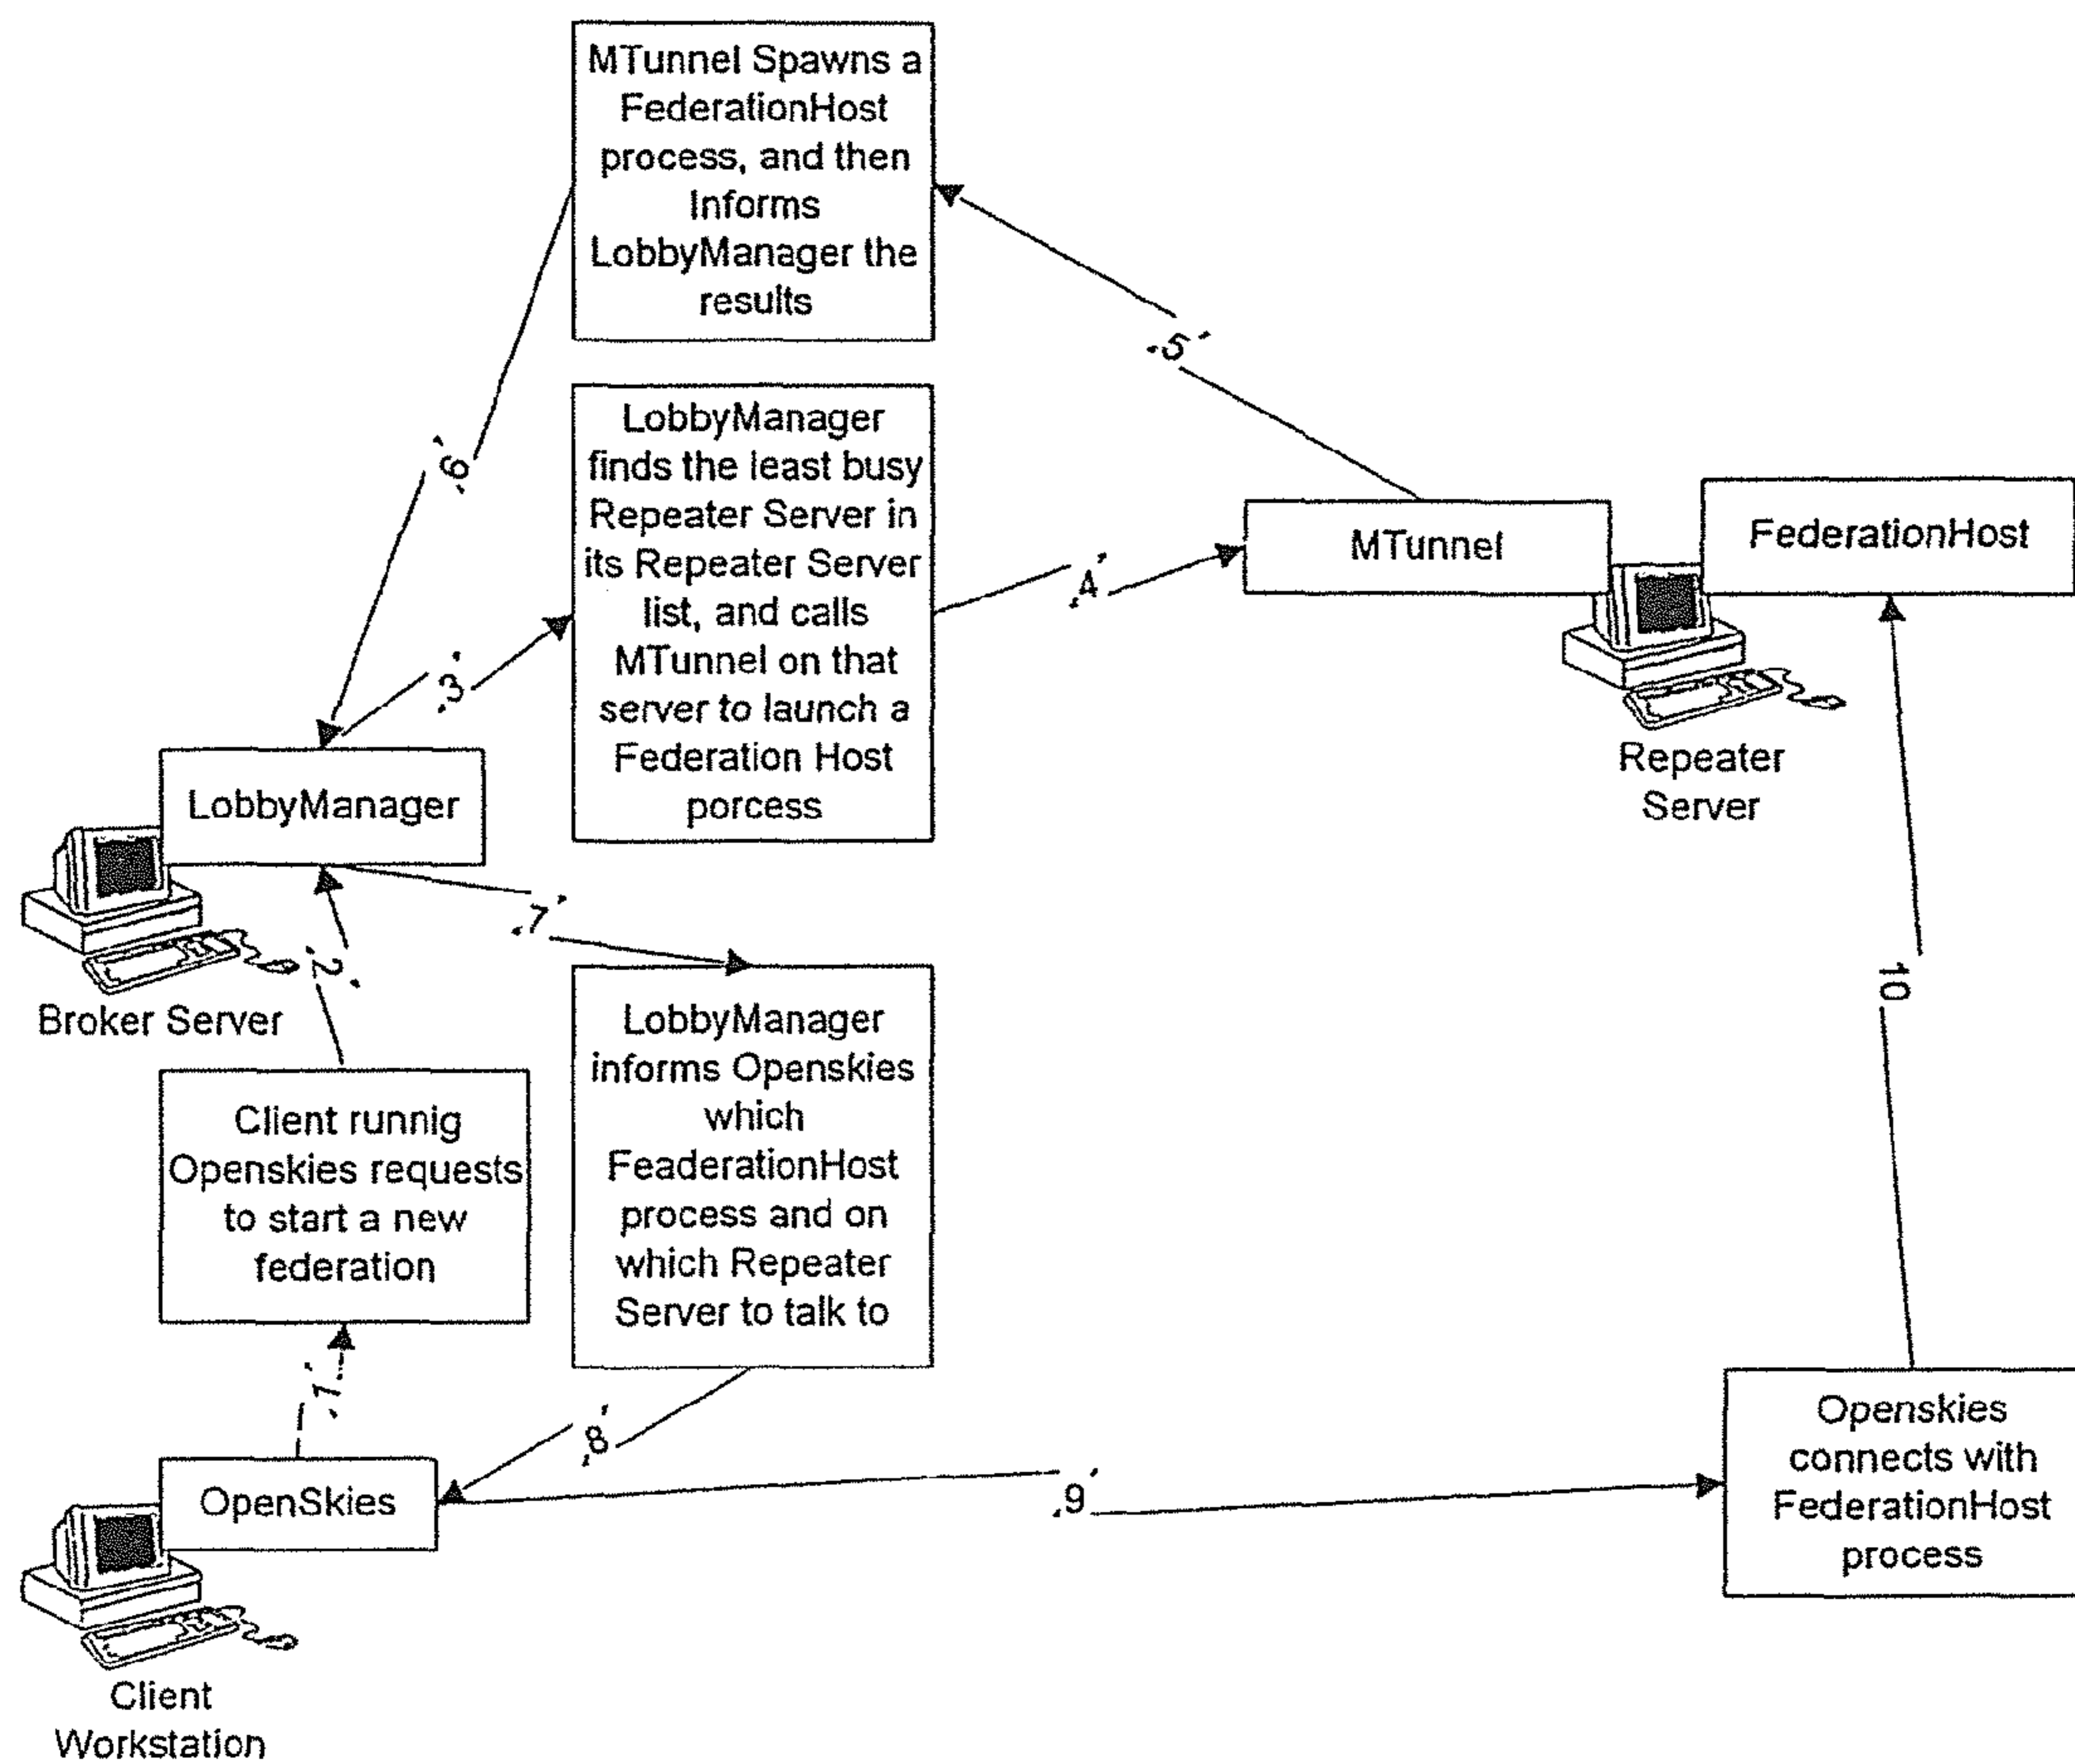 MTunnel Spawns a
FederationHost
process, and then
Informs
LobbyManager the
results
.5'
.6'
LobbyManager
finds the least busy
Repeater Server in
its Repeater Server
list, and calls
MTunnel on that
server to launch a
Federation Host
porcess
.3'
.4'
MTunnel
FederationHost
Repeater
Server
LobbyManager
Broker Server
.2'
.7'
Client runnig
Openskies requests
to start a new
federation
LobbyManager
informs Openskies
which
FeaderationHost
process and on
which Repeater
Server to talk to
10
.1'
.8'
OpenSkies
.9'
Openskies
connects with
FederationHost
process
Client
Workstation